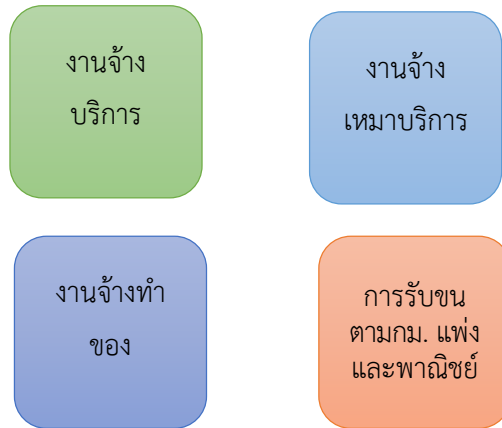 งานจ้าง
บริการ
งานจ้าง
เหมาบริการ
งานจ้างทำ
ของ
การรับขน
ตามกม. แพ่ง
และพาณิชย์